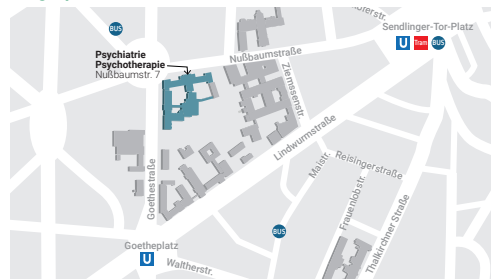 BUS
Sendlinger-Tor-Platz
U Tram BUS
Psychiatrie
Psychotherapie
Nußbaumstr. 7
Nußbaumstraße
Ziemssenstr.
Lindwurmstraße
Goethestraße
Maistr.
Reisingerstraße
Frauenlobstr.
Thalkirchner Straße
BUS
Goetheplatz
U
Waltherstr.